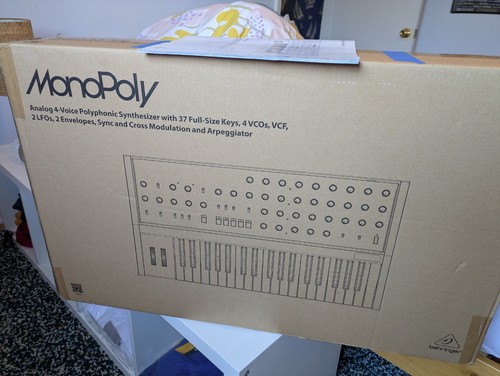 MonoPoly
Analog 4-Voice Polyphonic Synthesizer with 37 Full-Size Keys, 4 VCOs, VCF,
2 LFOs, 2 Envelopes, Sync and Cross Modulation and Arpeggiator
behringer